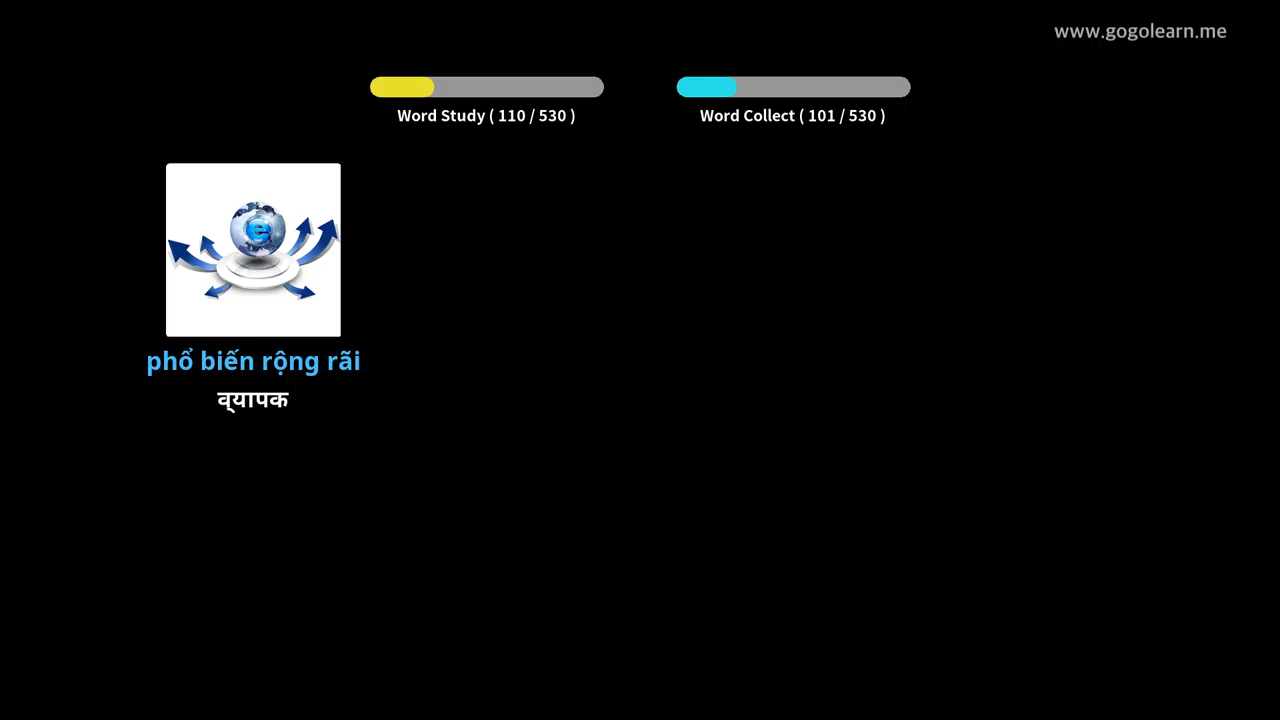 www.gogolearn.me
Word Study ( 110 / 530 )
Word Collect ( 101 / 530 )
e
phổ biến rộng rãi
व्यापक